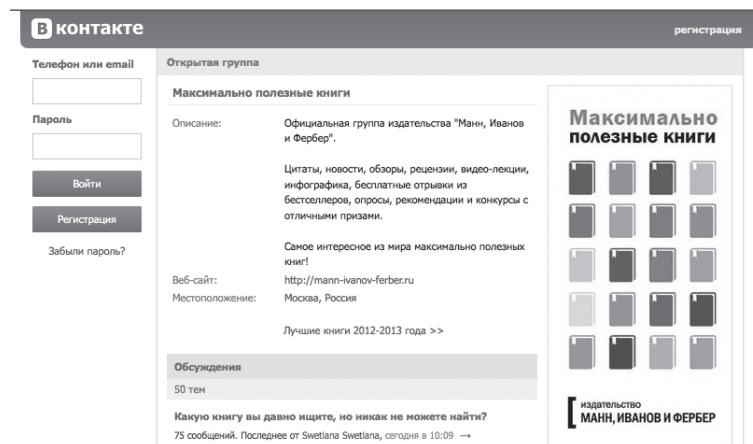 В контакте
регистрация
Телефон или email
Пароль
Войти
Регистрация
Забыли пароль?
Открытая группа
Максимально полезные книги
Описание:
Официальная группа издательства "Манн, Иванов
и Фербер".
Цитаты, новости, обзоры, рецензии, видео-лекции,
инфографика, бесплатные отрывки из
бестселлеров, опросы, рекомендации и конкурсы с
отличными призами.
Самое интересное из мира максимально полезных
книг!
Веб-сайт:
http://mann-ivanov-ferber.ru
Местоположение:
Москва, Россия
Лучшие книги 2012-2013 года >>
Обсуждения
50 тем
Какую книгу вы давно ищите, но никак не можете найти?
75 сообщений. Последнее от Swetlana Swetlana, сегодня в 10:09 →
Максимально
полезные книги
издательство
МАНН, ИВАНОВ И ФЕРБЕР